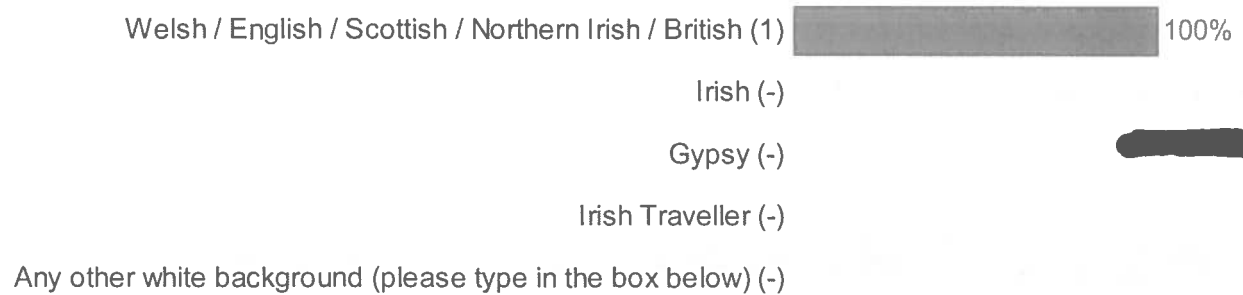 Welsh / English / Scottish / Northern Irish / British (1) 100%
Irish (-)
Gypsy (-)
Irish Traveller (-)
Any other white background (please type in the box below) (-)